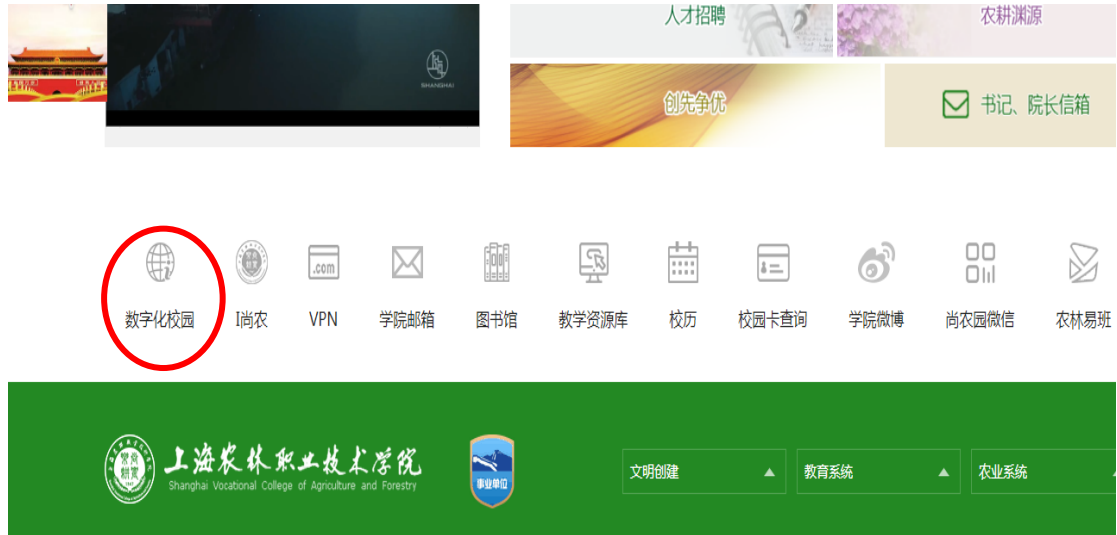 人才招聘
农耕渊源
SHANGHAI
创先争优
书记、院长信箱
.com
数字化校园
I尚农
VPN
学院邮箱
图书馆
教学资源库
校历
校园卡查询
学院微博
尚农园微信
农林易班
上海农林职业技术学院
Shanghai Vocational College of Agriculture and Forestry
事业单位
文明创建
教育系统
农业系统